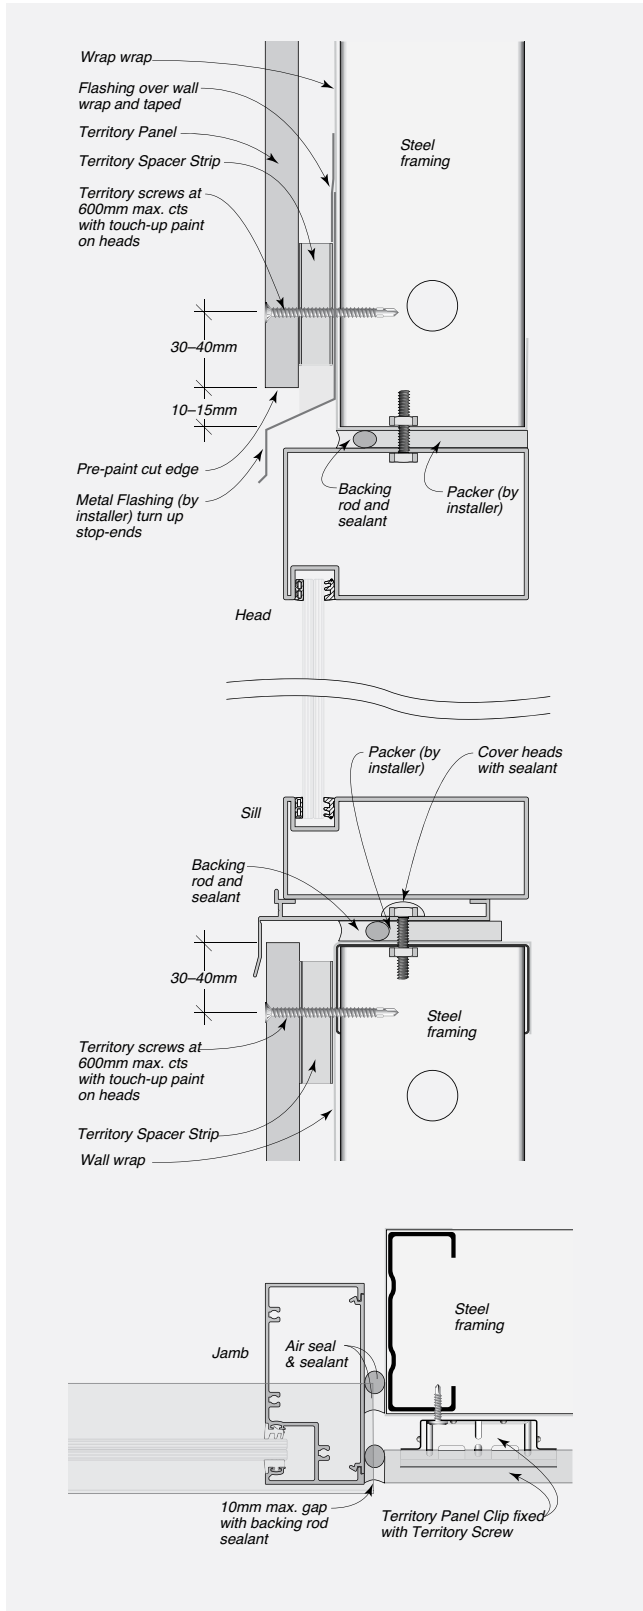 Wrap wrap
Flashing over wall
wrap and taped
Territory Panel
Territory Spacer Strip
Territory screws at
600mm max. cts
with touch-up paint
on heads
Steel
framing
30–40mm
10–15mm
Pre-paint cut edge
Metal Flashing (by
installer) turn up
stop-ends
Backing
rod and
sealant
Packer (by
installer)
Head
Packer (by
installer)
Cover heads
with sealant
Sill
Backing
rod and
sealant
30–40mm
Steel
framing
Territory screws at
600mm max. cts
with touch-up paint
on heads
Territory Spacer Strip
Wall wrap
Steel
framing
Jamb
Air seal
& sealant
10mm max. gap
with backing rod
sealant
Territory Panel Clip fixed
with Territory Screw